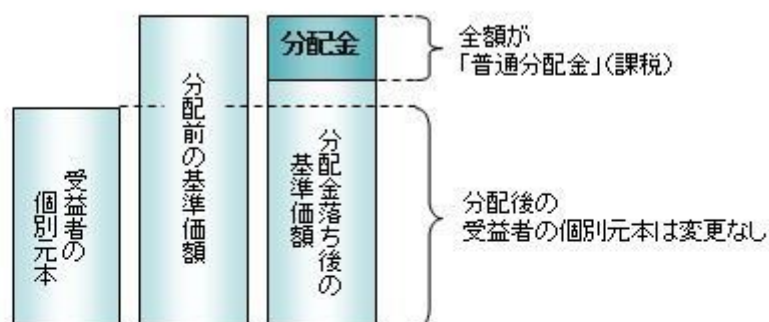 受益者の
個別元本
分配前の基準価額
分配金
分配金落ち後の
基準価額
全額が
「普通分配金」(課税)
分配後の
受益者の個別元本は変更なし